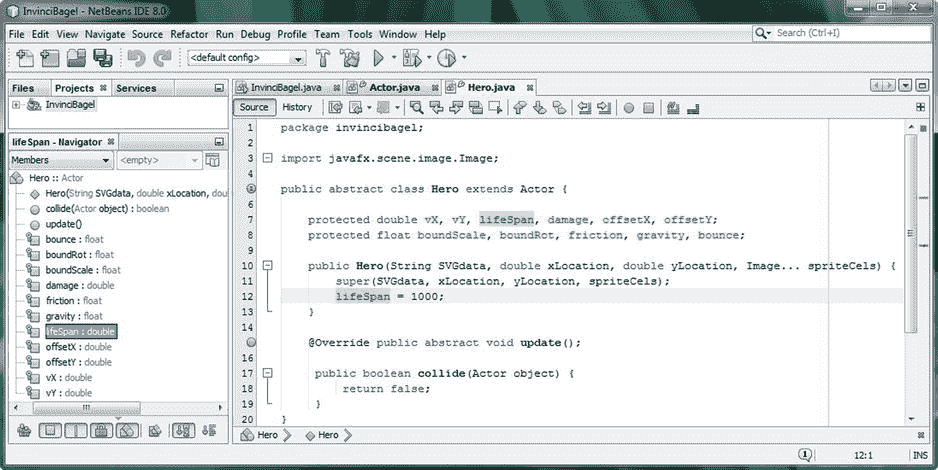 InvinciBagel - NetBeans IDE 8.0
File Edit View Navigate Source Refactor Run Debug Profile Team Tools Window Help
Search (Ctrl+I)
<default config>
Files Projects Services
InvinciBagel
lifeSpan - Navigator
Members <empty>
Hero :: Actor
Hero(String SVGdata, double xLocation, dou
collide(Actor object) : boolean
update()
bounce : float
boundRot : float
boundScale : float
damage : double
friction : float
gravity : float
lifeSpan : double
offsetX : double
offsetY : double
vX : double
vY : double
InvinciBagel.java Actor.java Hero.java
Source History
1 package invincibagel;
2
3 import javafx.scene.image.Image;
4
public abstract class Hero extends Actor {
6
7 protected double vX, vY, lifeSpan, damage, offsetX, offsetY;
8 protected float boundScale, boundRot, friction, gravity, bounce;
9
10 public Hero(String SVGdata, double xLocation, double yLocation, Image... spriteCels) {
11 super(SVGdata, xLocation, yLocation, spriteCels);
12 lifeSpan = 1000;
13 }
14
@Override public abstract void update();
16
17 public boolean collide(Actor object) {
18 return false;
19 }
20 }
Hero Hero
1 12:1 INS